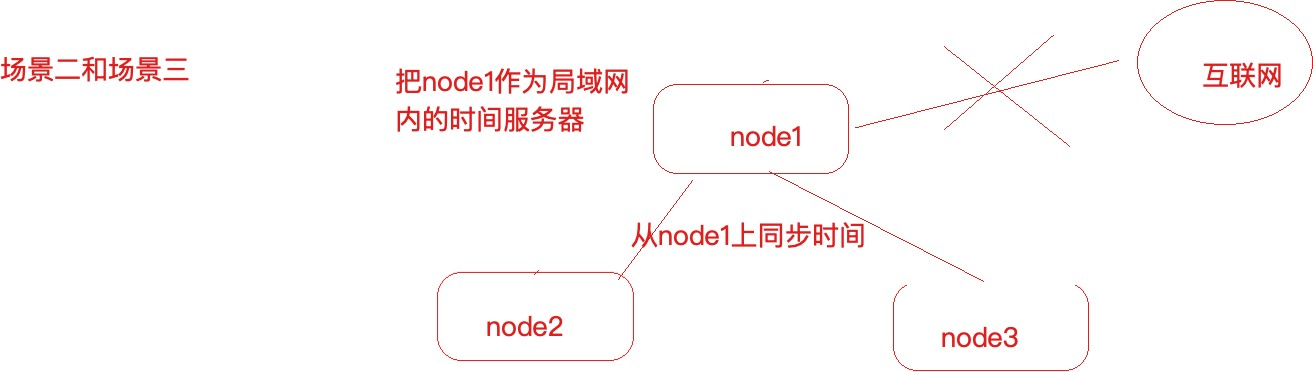 场景二和场景三
把node1作为局域网
内的时间服务器
node1
互联网
从node1上同步时间
node2
node3